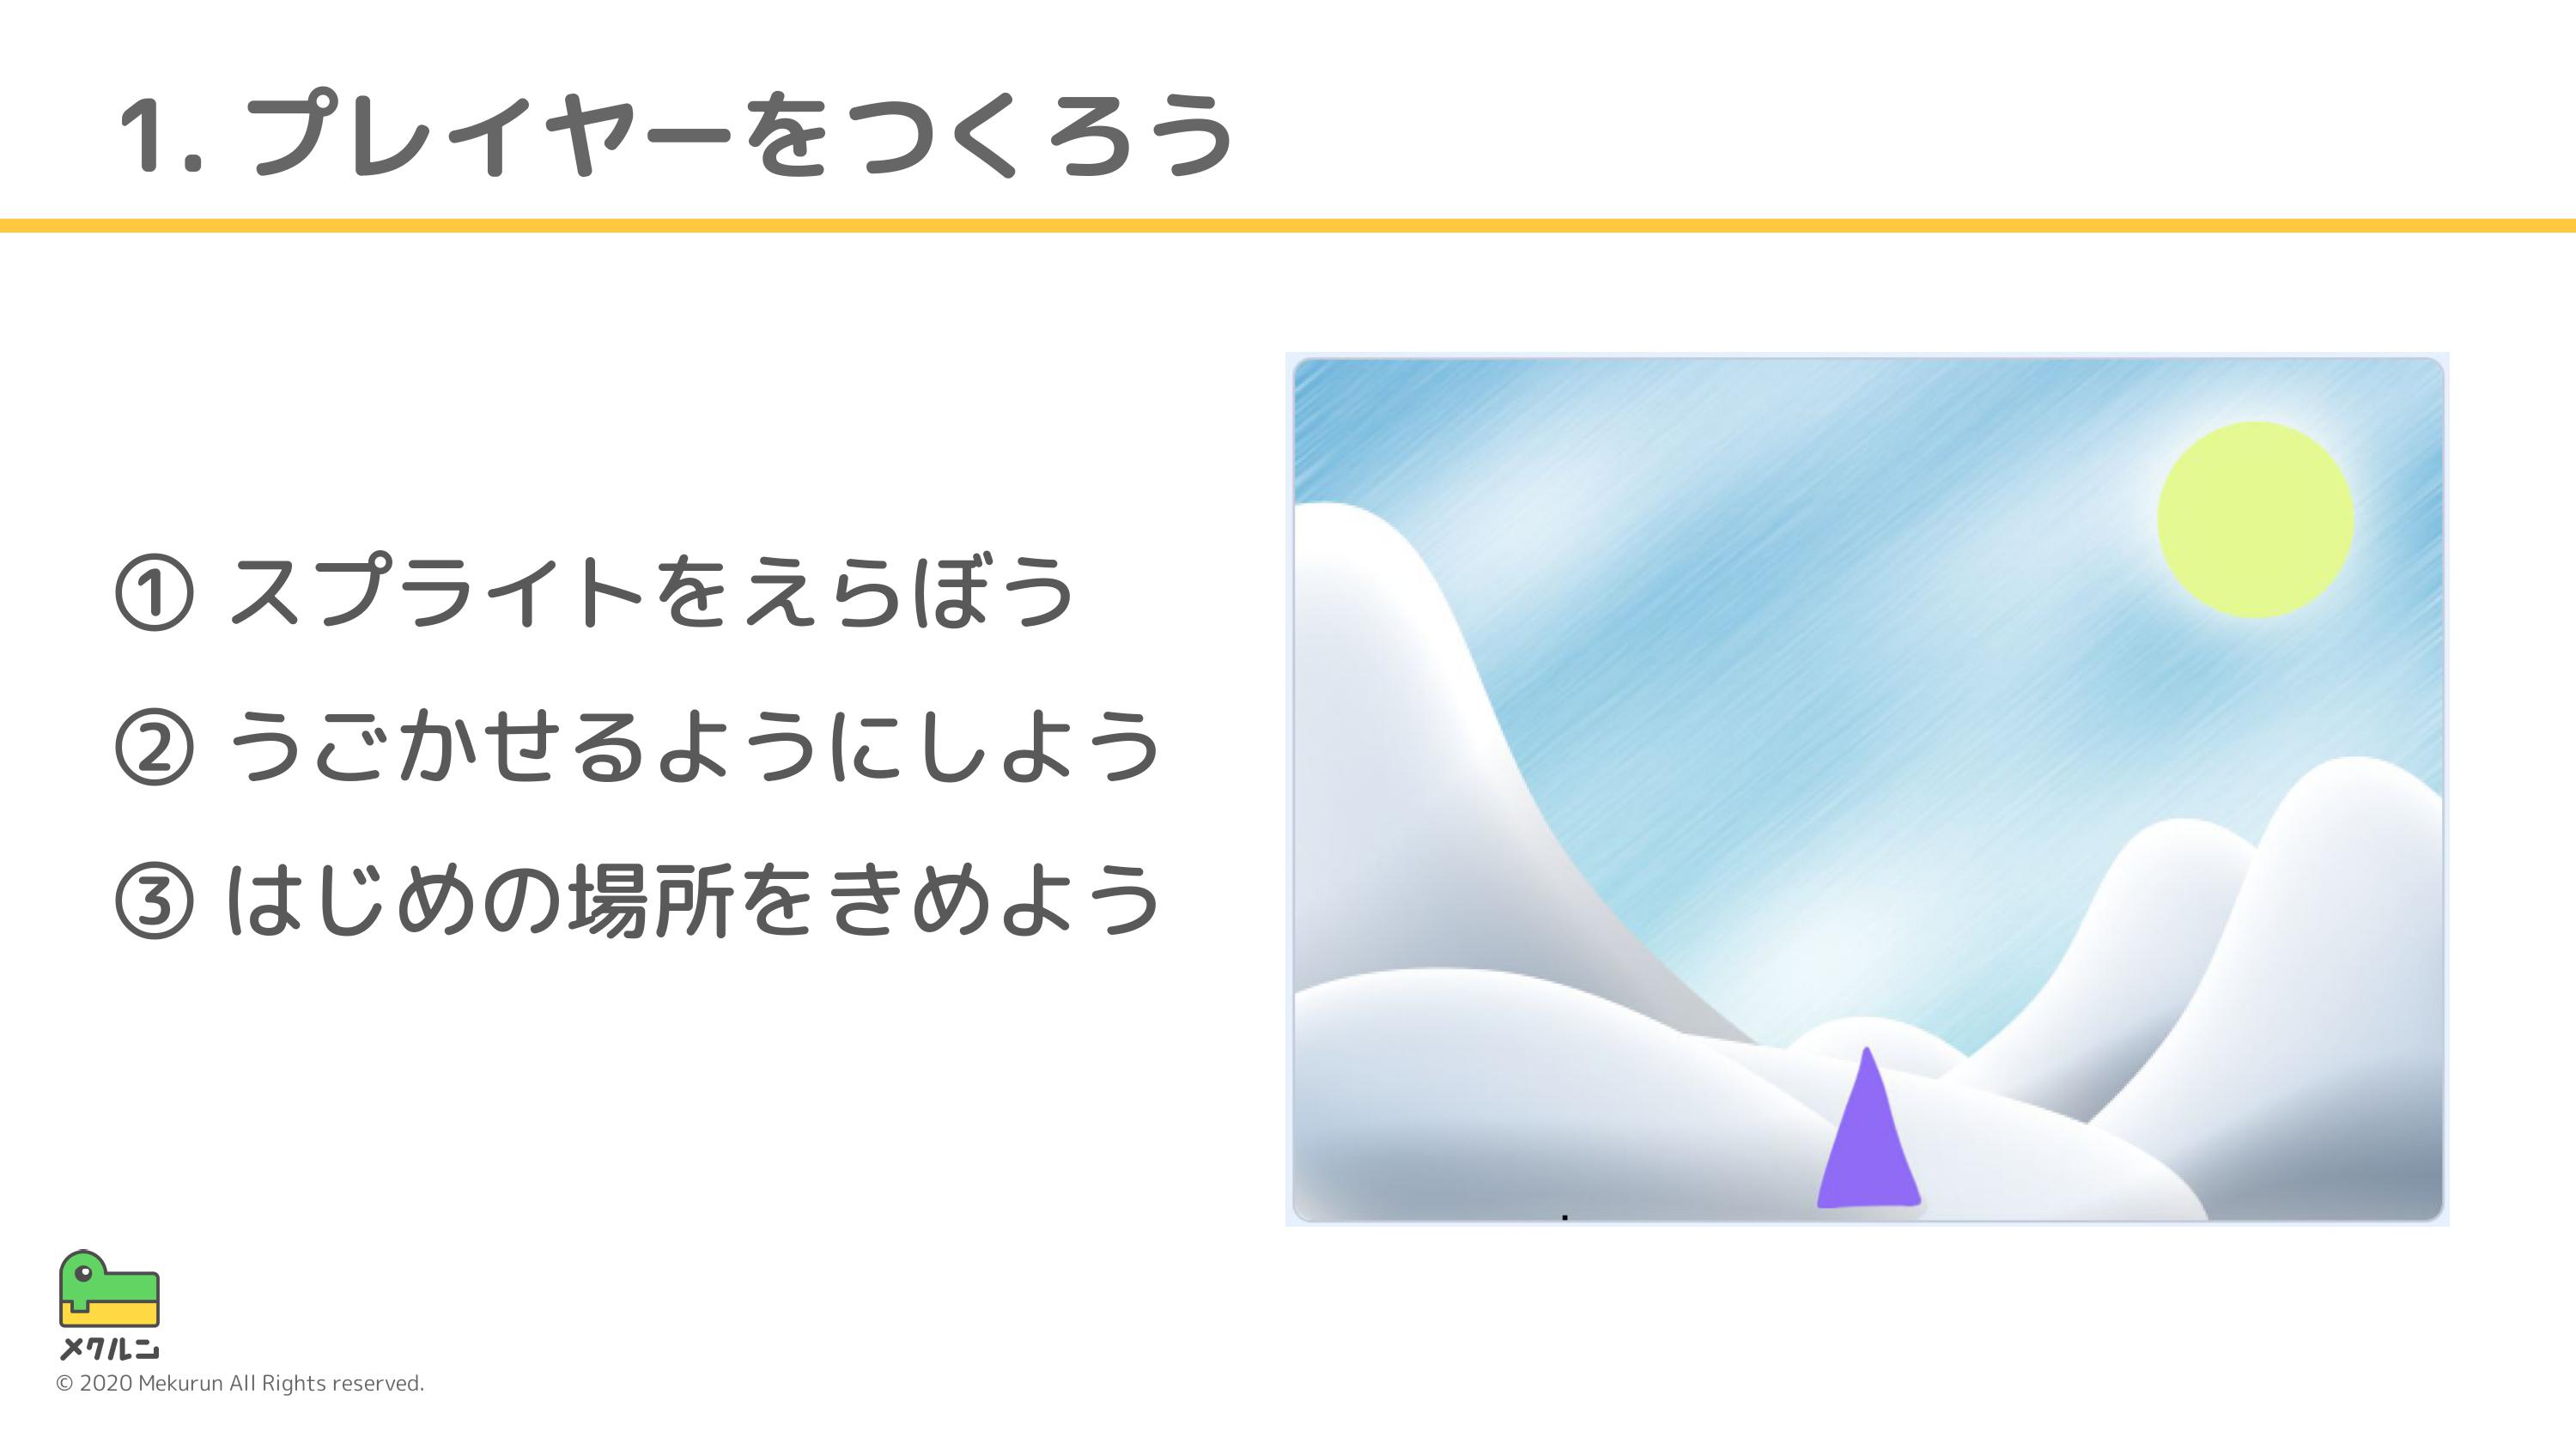 1. プレイヤーをつくろう
① スプライトをえらぼう
② うごかせるようにしよう
③ はじめの場所をきめよう
メクルン
© 2020 Mekurun All Rights reserved.